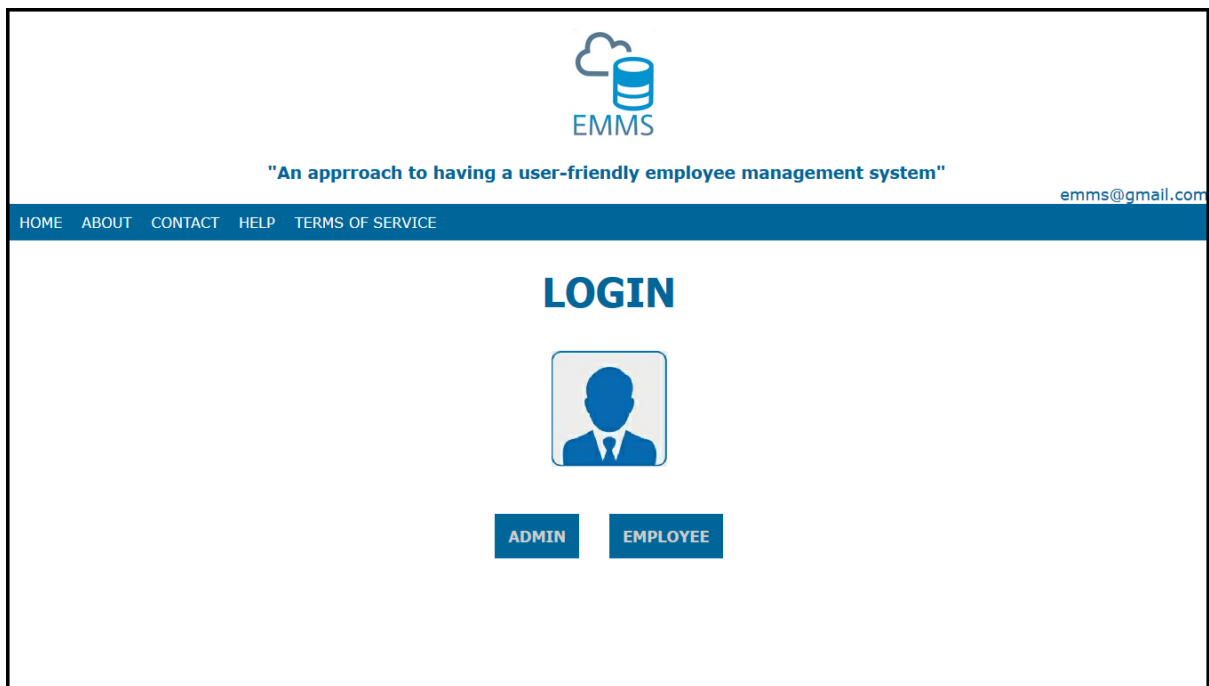 EMMS
"An apprroach to having a user-friendly employee management system"
emms@gmail.com
HOME ABOUT CONTACT HELP TERMS OF SERVICE
LOGIN
ADMIN EMPLOYEE